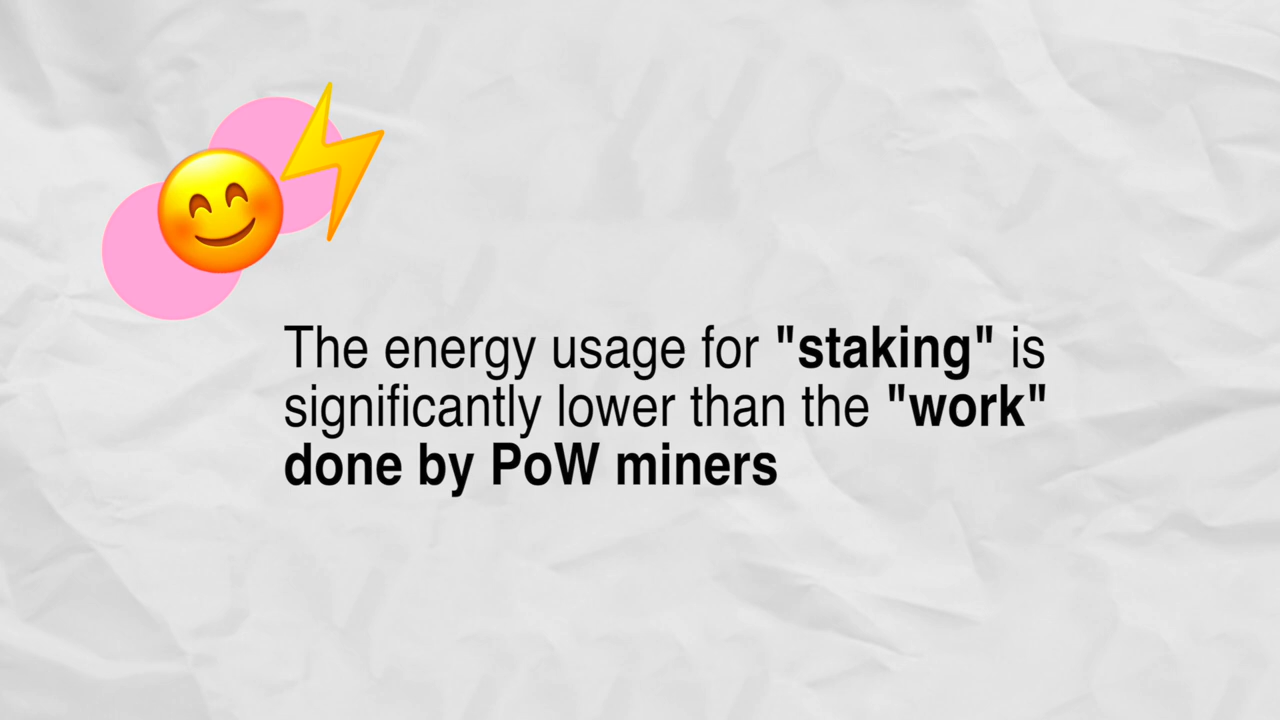 The energy usage for "staking" is
significantly lower than the "work"
done by PoW miners